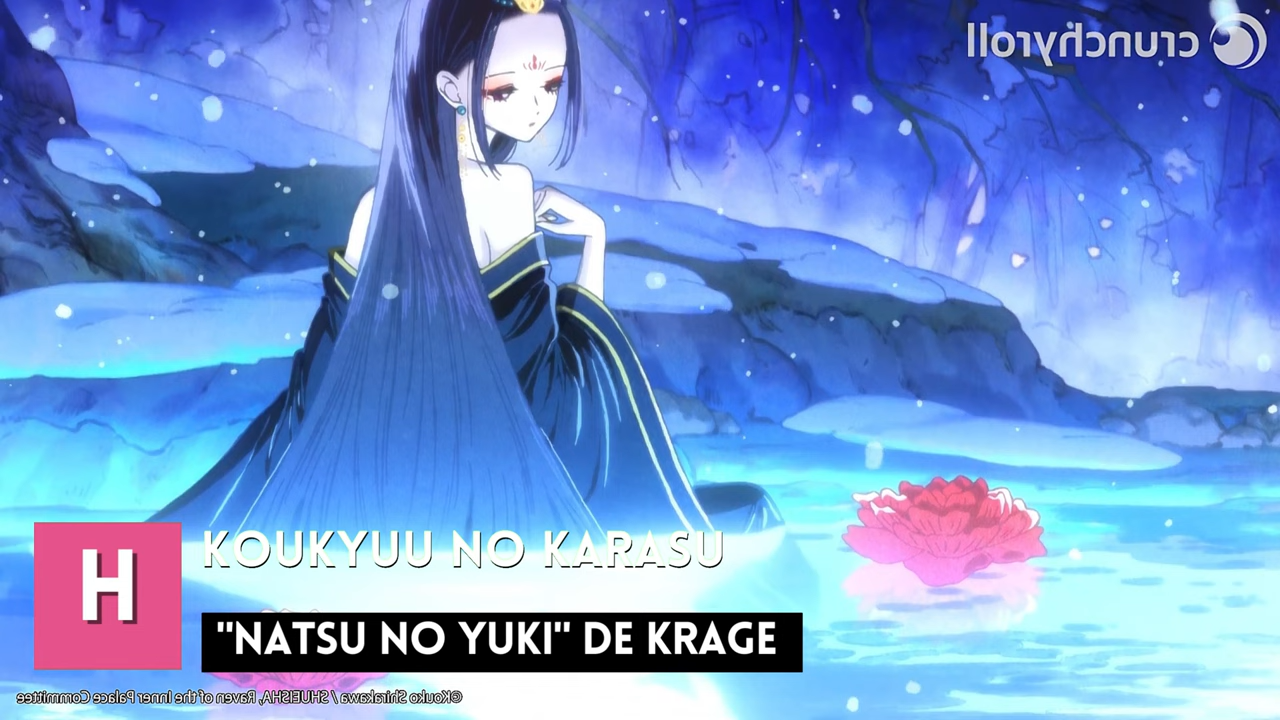 crunchyroll
H
KOUKYUU NO KARASU
"NATSU NO YUKI" DE KRAGE
©Kouko Shirakawa / SHUEISHA, Raven of the Inner Palace Committee